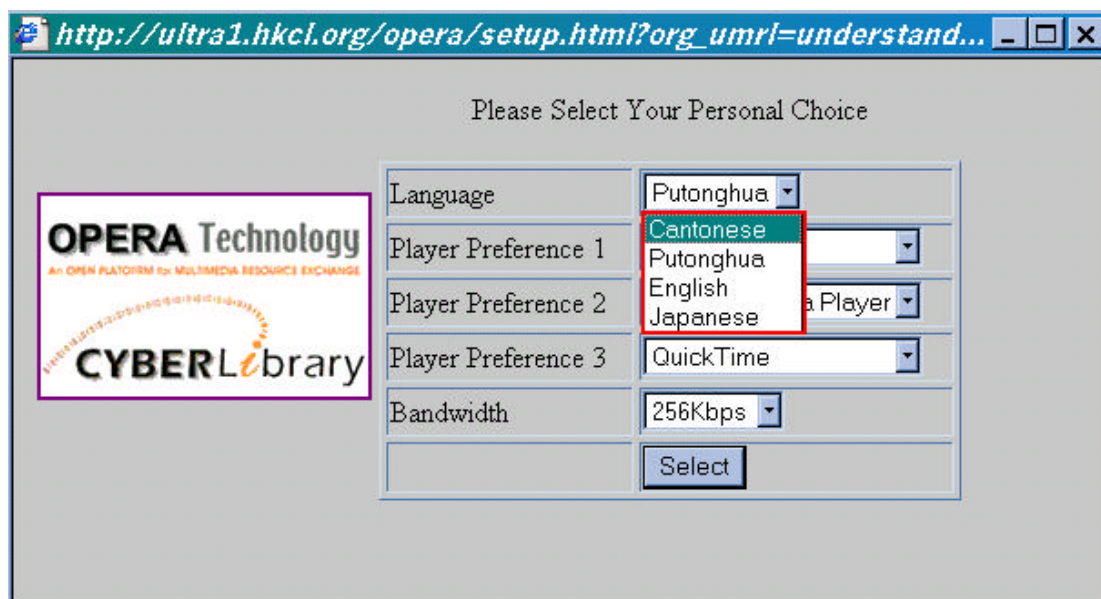 http://ultra1.hkcl.org/opera/setup.html?org_umrl=understand...
Please Select Your Personal Choice
OPERA Technology
An OPEN PLATFORM for MULTIMEDIA RESOURCE EXCHANGE
CYBERLibrary
Language Putonghua
Cantonese
Putonghua
English
Japanese
Player Preference 1
Player Preference 2 a Player
Player Preference 3 QuickTime
Bandwidth 256Kbps
Select